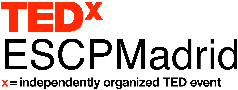 TEDx
ESCPMadrid
x = independently organized TED event